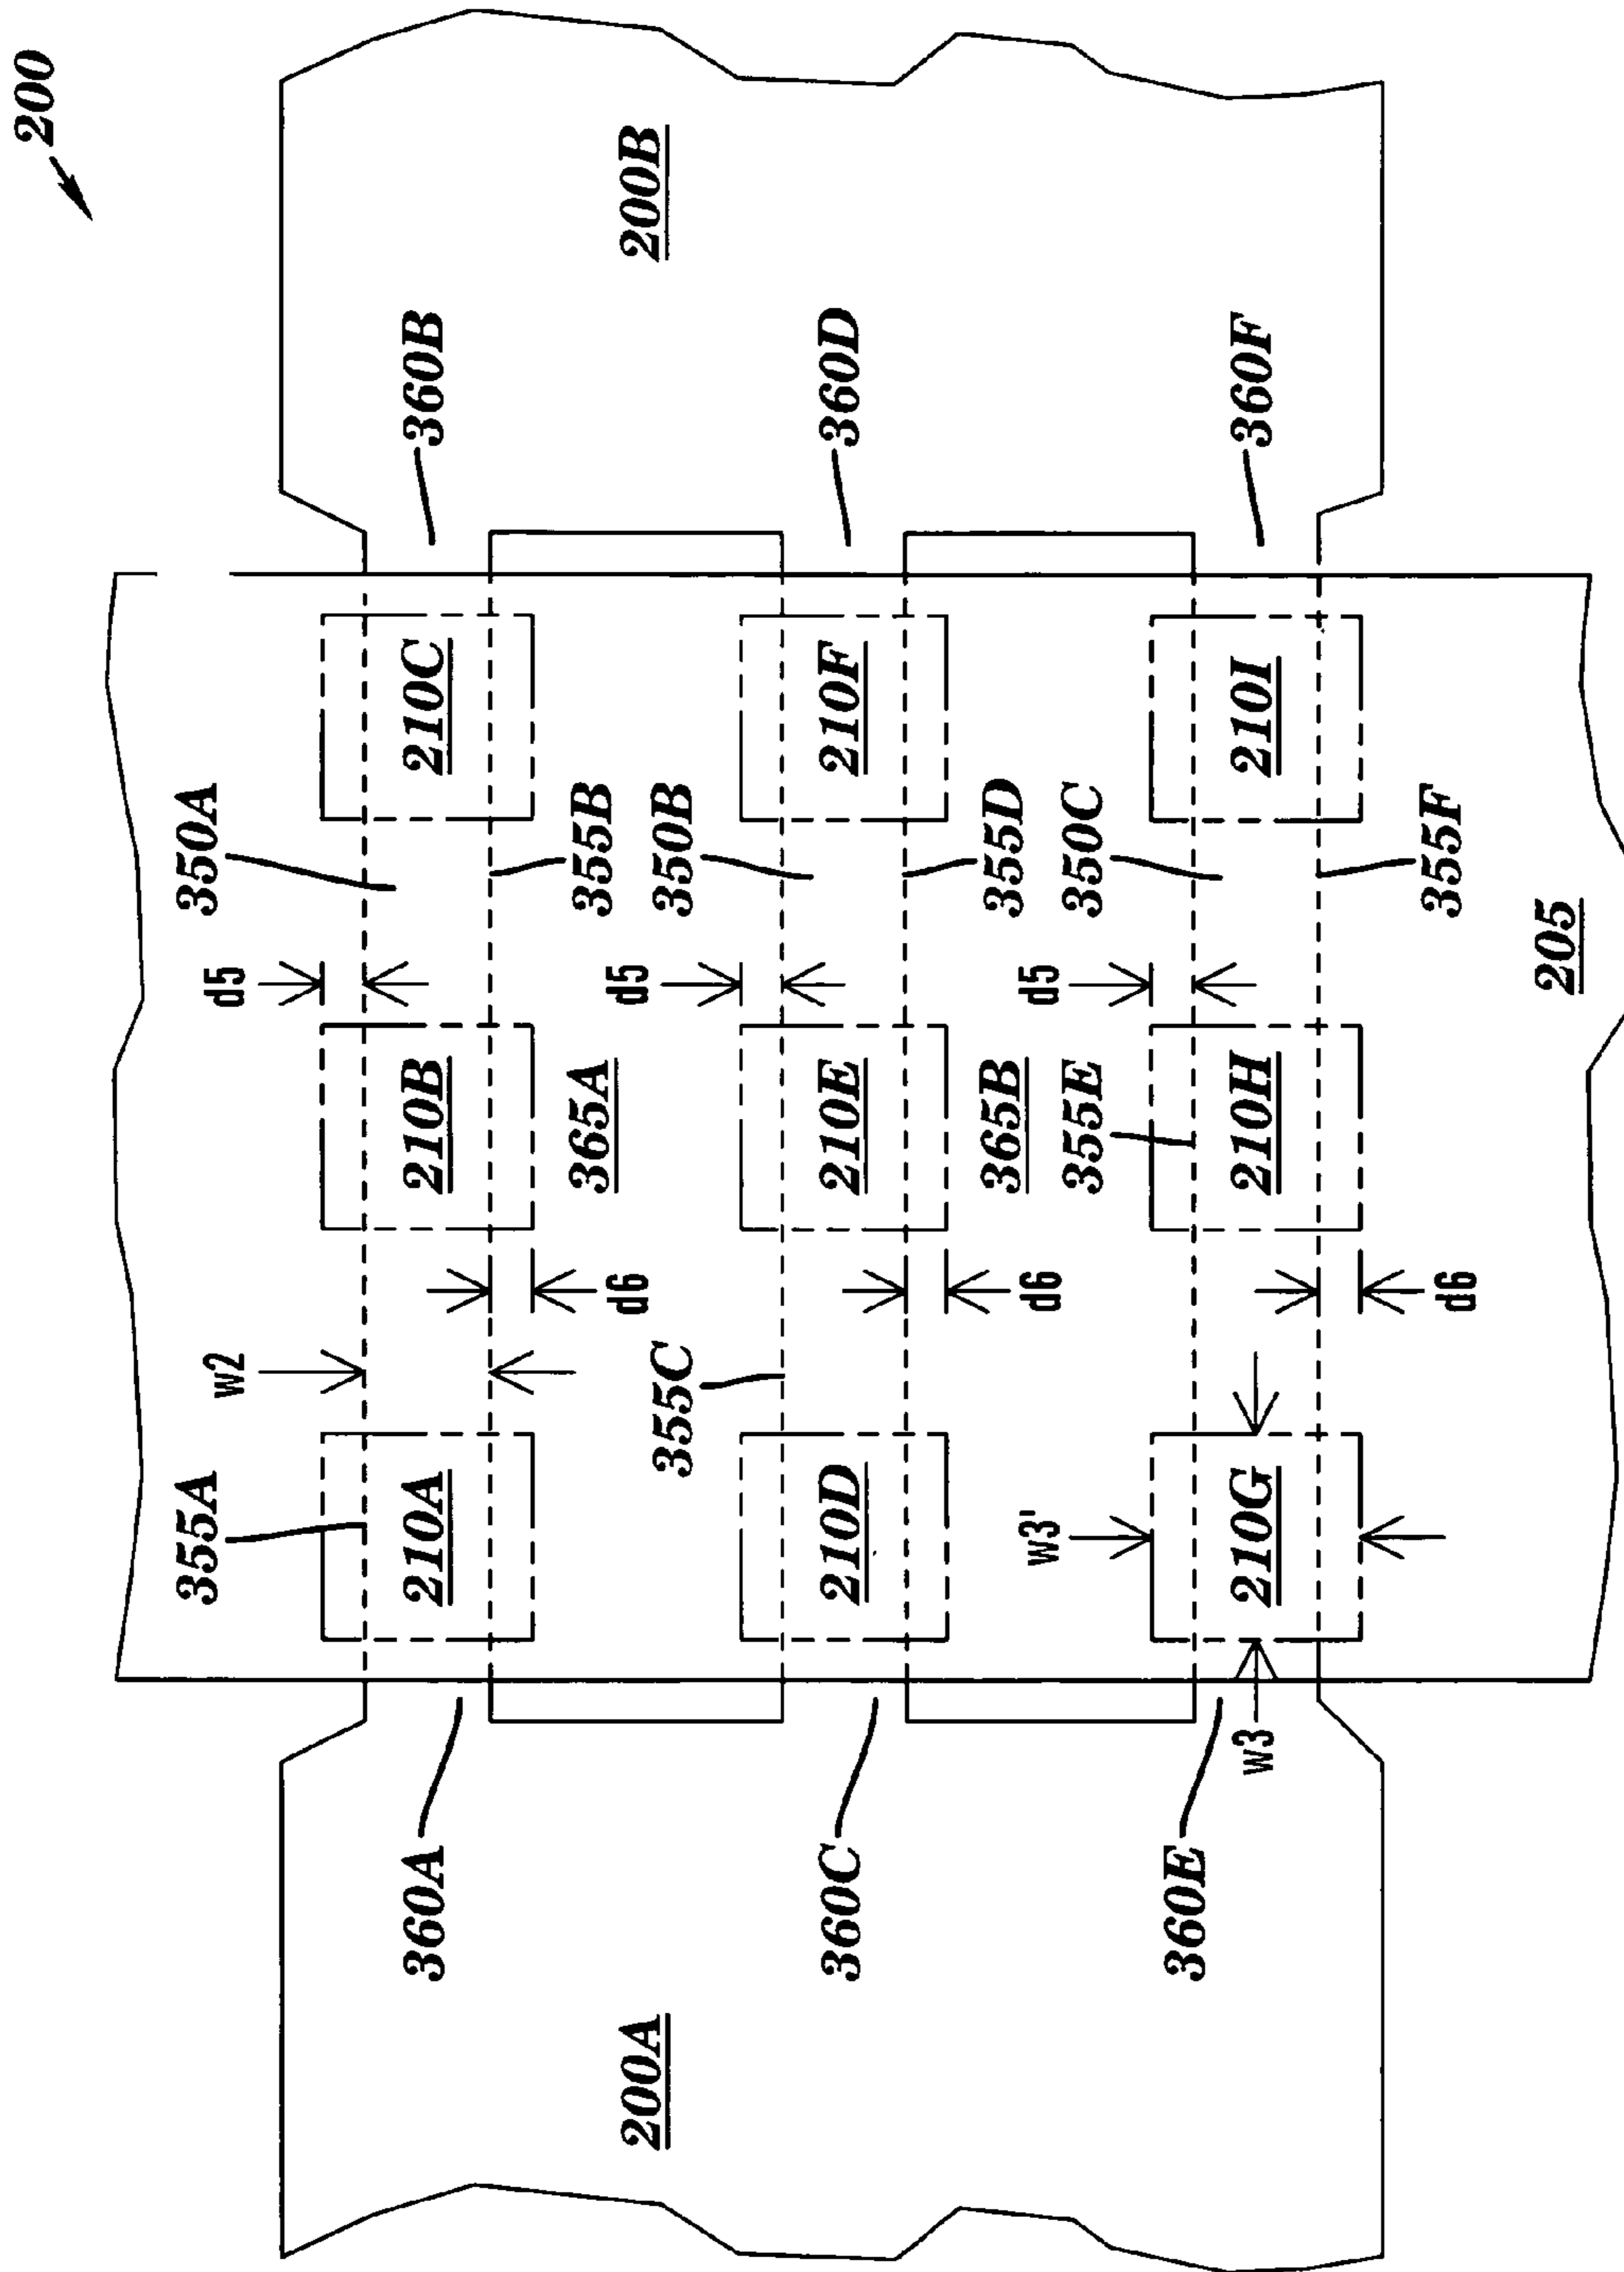 200
200A
200B
360A
360B
360C
360D
360E
360F
355A
w2
d5
350A
210A
210B
210C
d6
365A
355B
355C
d5
350B
210D
210E
210F
d6
365B
355D
w3'
355E
d5
350C
w3
210G
210H
210I
d6
355F
205